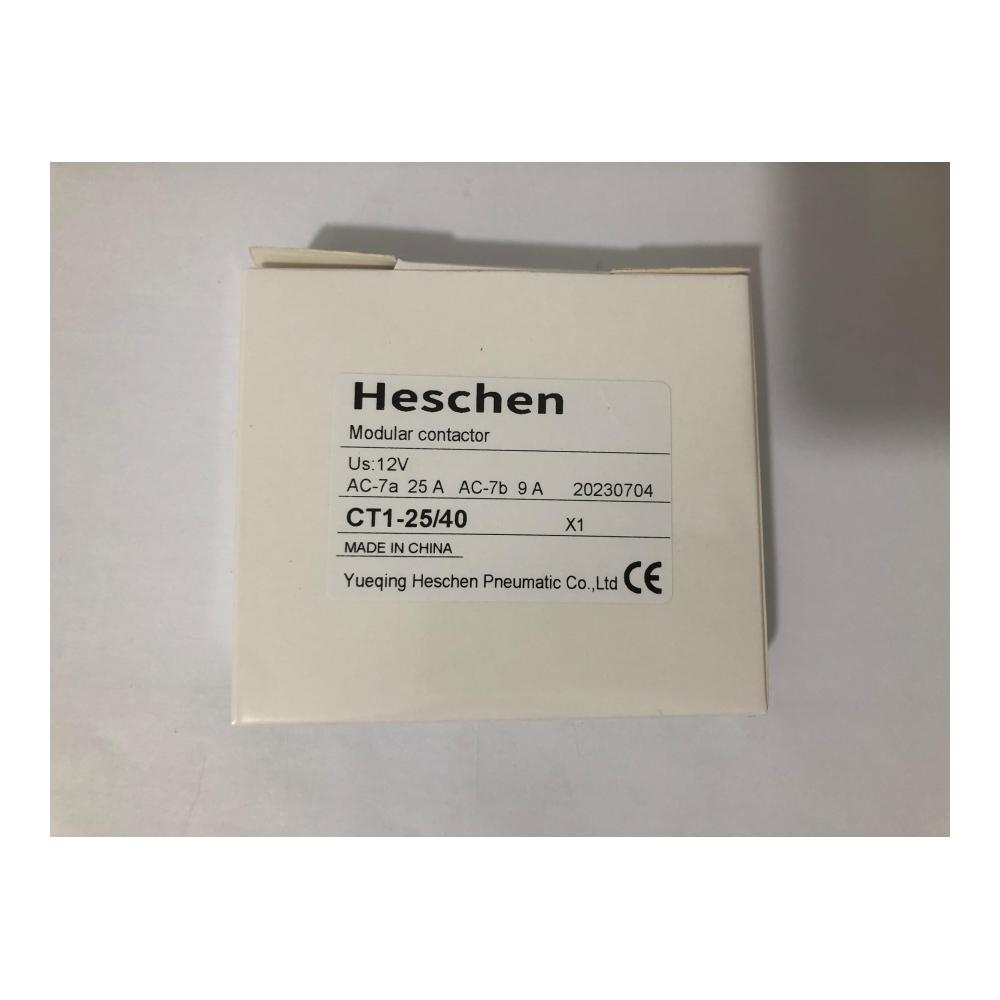 Heschen
Modular contactor
Us:12V
AC-7a 25 A AC-7b 9 A 20230704
CT1-25/40 X1
MADE IN CHINA
Yueqing Heschen Pneumatic Co.,Ltd CE